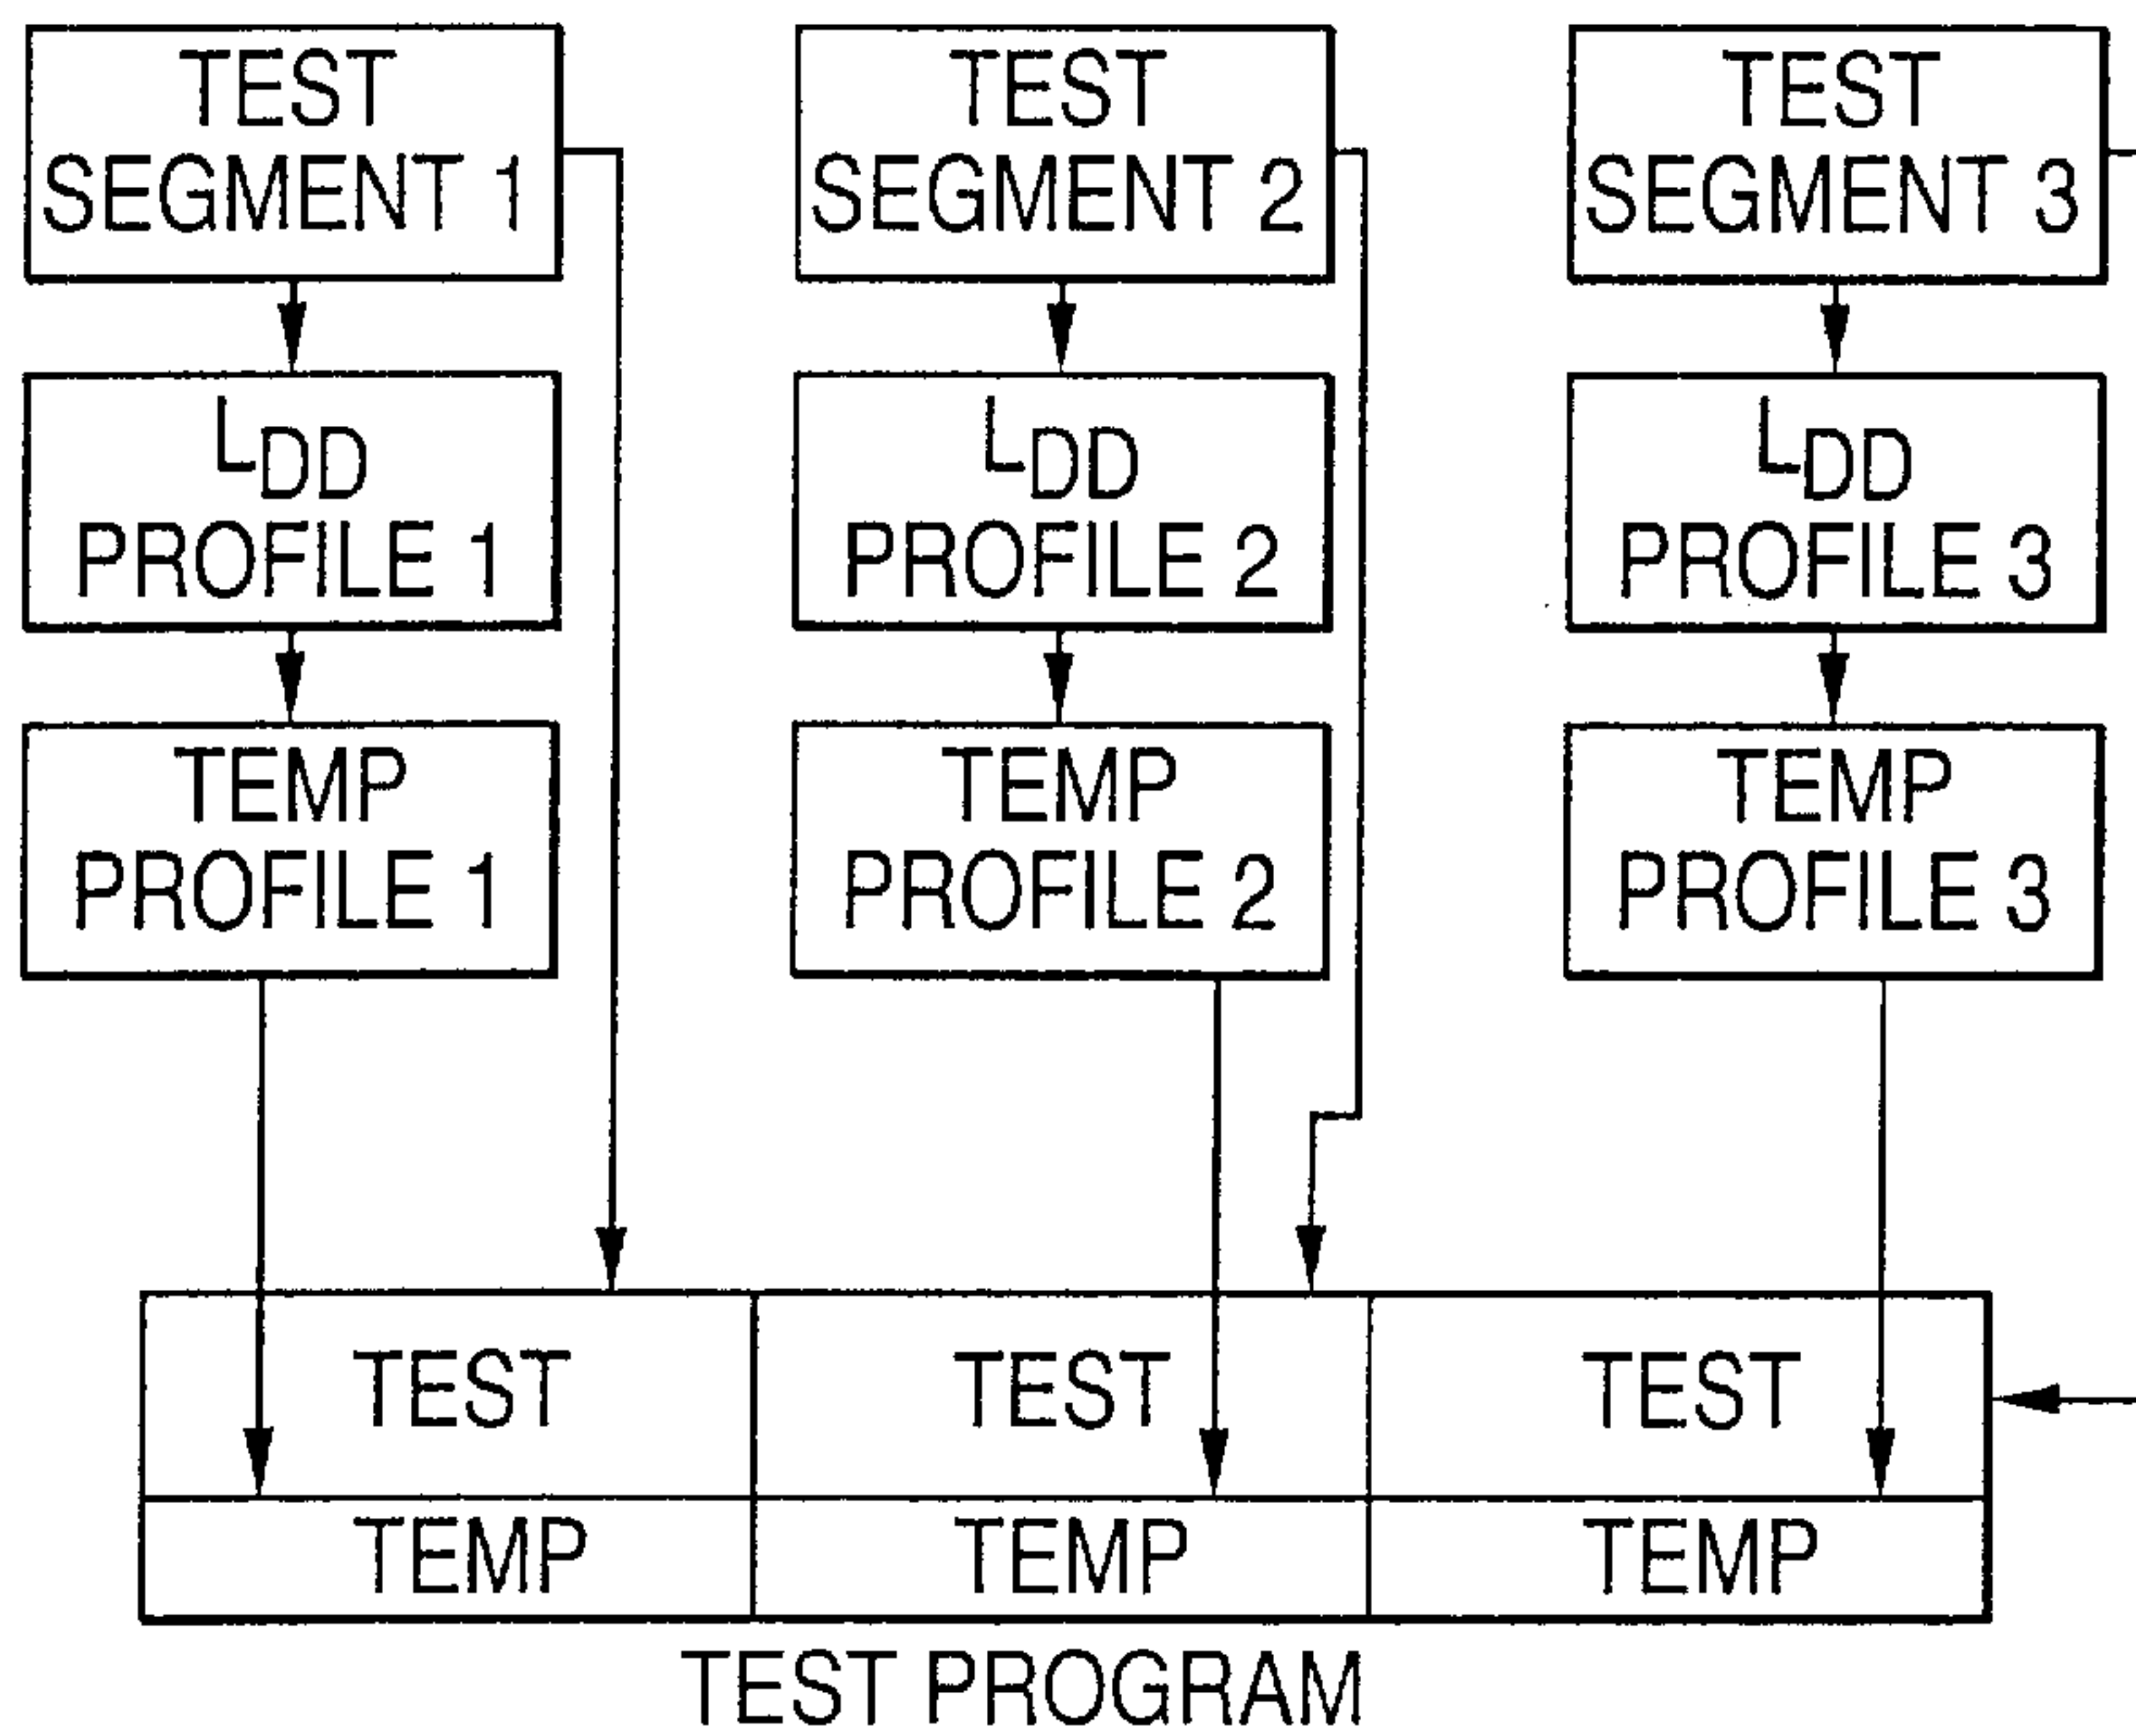 TEST
SEGMENT 1
TEST
SEGMENT 2
TEST
SEGMENT 3
LDD
PROFILE 1
LDD
PROFILE 2
LDD
PROFILE 3
TEMP
PROFILE 1
TEMP
PROFILE 2
TEMP
PROFILE 3
TEST
TEST
TEST
TEMP
TEMP
TEMP
TEST PROGRAM